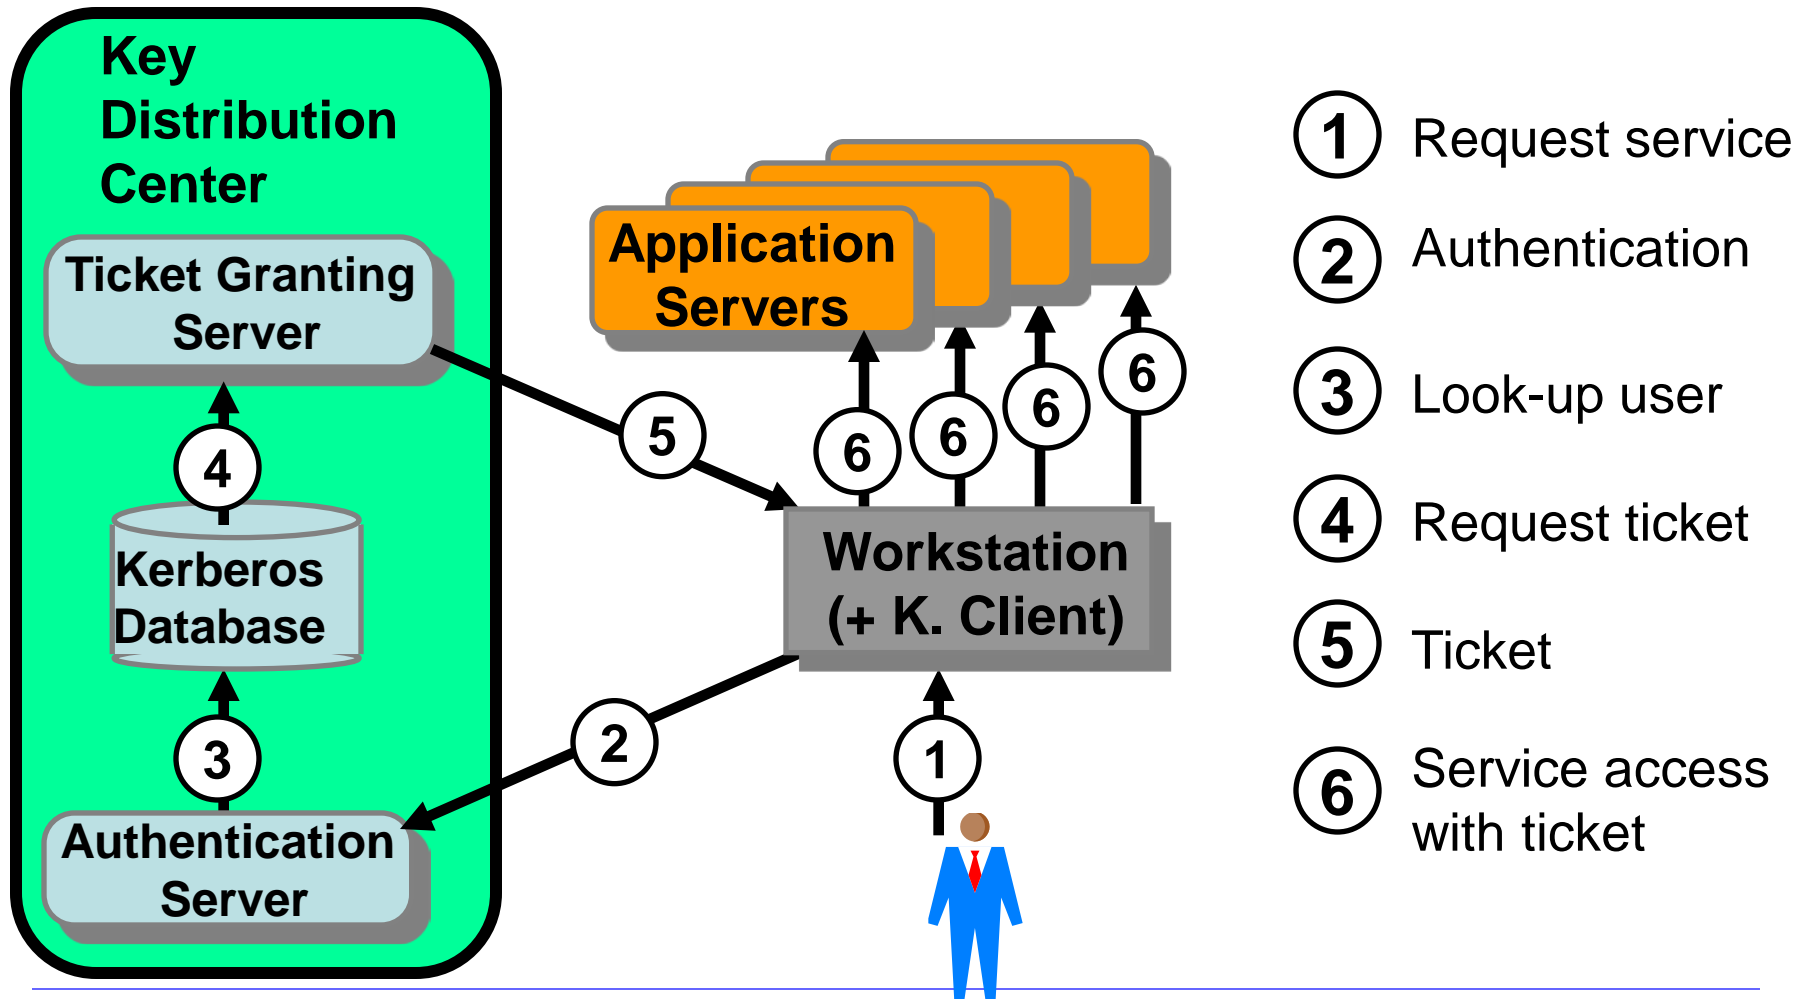 Key
Distribution
Center
Ticket Granting
Server
4
Kerberos
Database
3
Authentication
Server
5
2
Application
Servers
6
6
6
6
Workstation
(+ K. Client)
1
1 Request service
2 Authentication
3 Look-up user
4 Request ticket
5 Ticket
6 Service access
with ticket